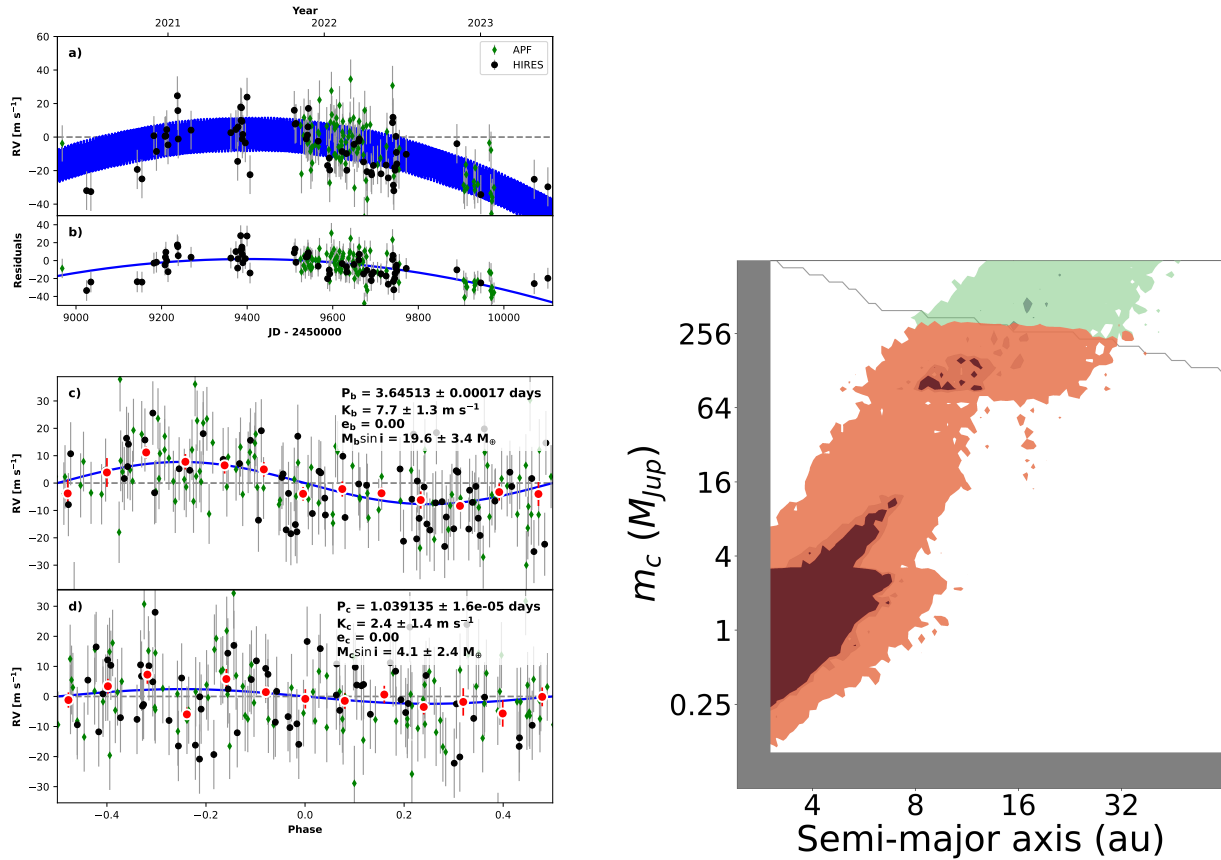 Year
2021 2022 2023
a)
APF
HIRES
60
40
20
0
−20
−40
RV [m s⁻¹]
b)
40
20
0
−20
−40
Residuals
9000 9200 9400 9600 9800 10000
JD - 2450000
c)
P_b = 3.64513 ± 0.00017 days
K_b = 7.7 ± 1.3 m s⁻¹
e_b = 0.00
M_b sin i = 19.6 ± 3.4 M⊕
30
20
10
0
−10
−20
−30
RV [m s⁻¹]
d)
P_c = 1.039135 ± 1.6e-05 days
K_c = 2.4 ± 1.4 m s⁻¹
e_c = 0.00
M_c sin i = 4.1 ± 2.4 M⊕
30
20
10
0
−10
−20
−30
RV [m s⁻¹]
−0.4 −0.2 0.0 0.2 0.4
Phase
256
64
16
4
1
0.25
m_c (M_Jup)
4 8 16 32
Semi-major axis (au)